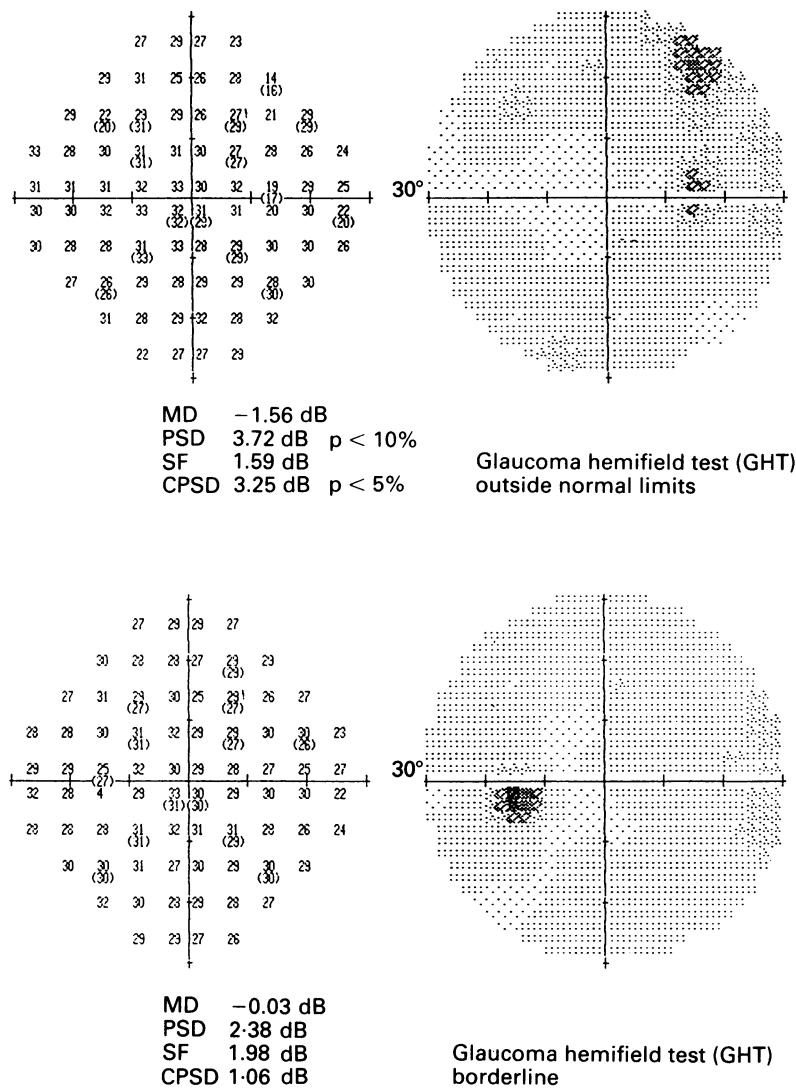 27 29 27 23
29 31 25 26 28 14
(16)
29 22 29 29 26 27 21 29
(20) (31) (29) (29)
33 28 30 31 31 30 27 28 26 24
(31) (27)
31 31 31 32 33 30 32 19 29 25
30°
(17)
30 30 32 33 32 31 31 20 30 22
(32) (20)
30 28 28 31 33 28 29 30 30 26
(33) (29)
27 26 29 28 29 29 28 30
(26) (30)
31 28 29 32 28 32
22 27 27 29
MD −1.56 dB
PSD 3.72 dB p < 10%
SF 1.59 dB
CPSD 3.25 dB p < 5%
Glaucoma hemifield test (GHT)
outside normal limits
27 29 29 27
30 28 28 27 29 29
(29)
27 31 29 30 25 29 26 27
(27) (27)
28 28 30 31 32 29 29 30 30 23
(31) (27) (26)
29 29 25 32 30 29 28 27 25 27
30°
(27)
32 28 4 29 33 30 29 30 30 22
(31) (30)
28 28 28 31 32 31 31 28 26 24
(31) (29)
30 30 31 27 30 29 30 29
(30) (30)
32 30 28 29 28 27
29 27 26
MD −0.03 dB
PSD 2·38 dB
SF 1.98 dB
CPSD 1·06 dB
Glaucoma hemifield test (GHT)
borderline